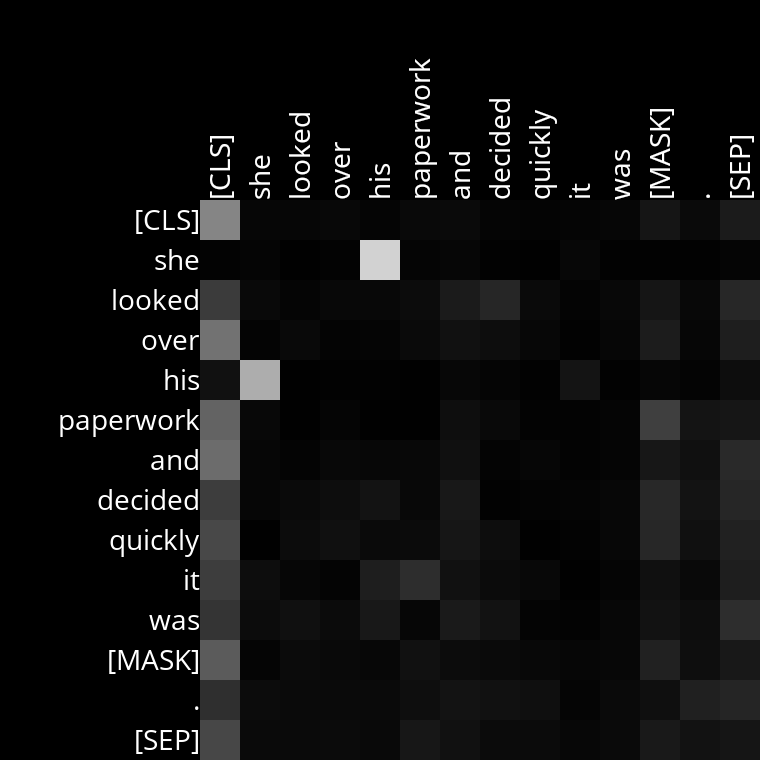 [CLS] she looked over his paperwork and decided quickly it was [MASK] . [SEP]
[CLS]
she
looked
over
his
paperwork
and
decided
quickly
it
was
[MASK]
.
[SEP]